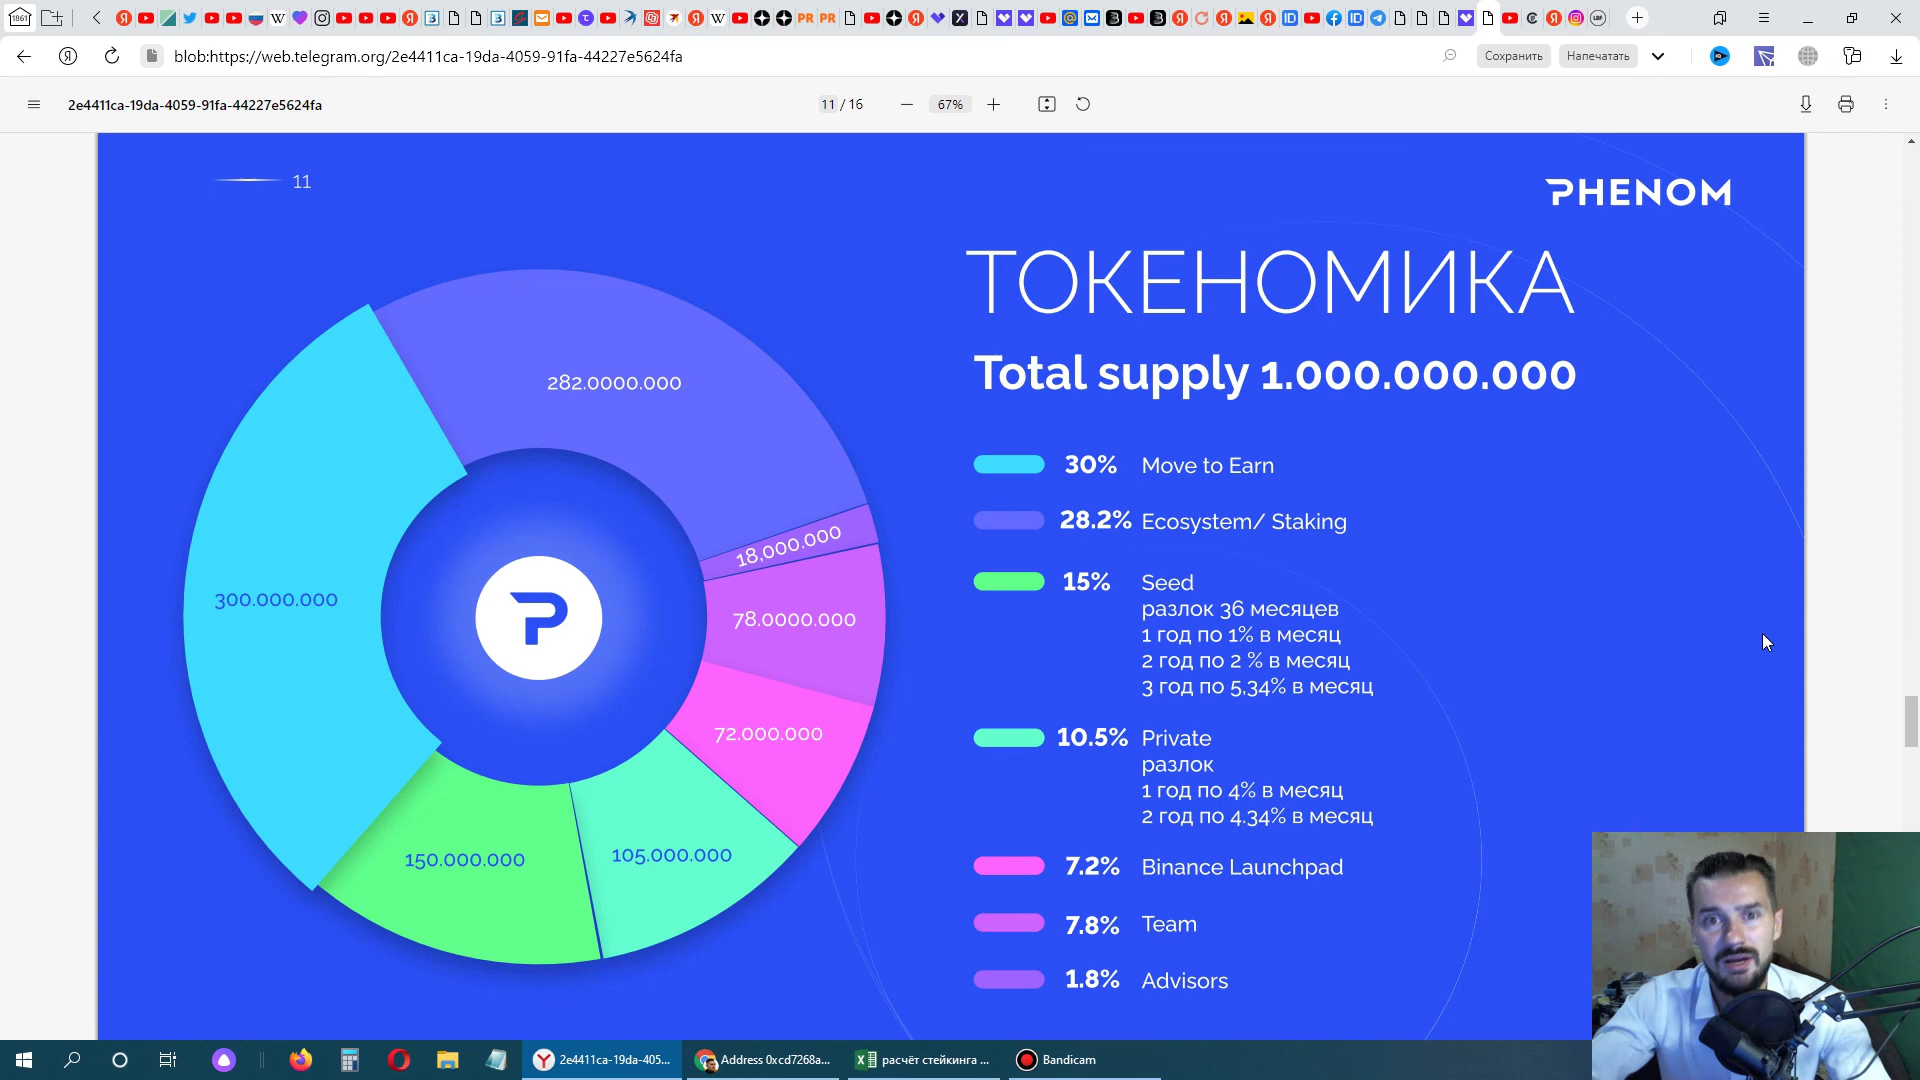 1861
PR PR
ID
ID
blob:https://web.telegram.org/2e4411ca-19da-4059-91fa-44227e5624fa
Сохранить
Напечатать
2e4411ca-19da-4059-91fa-44227e5624fa
11 / 16
67%
11
PHENOM
ТОКЕНОМИКА
Total supply 1.000.000.000
282.0000.000
18,000.000
78.0000.000
72.000.000
105.000.000
150.000.000
300.000.000
30% Move to Earn
28.2% Ecosystem/ Staking
15% Seed
разлок 36 месяцев
1 год по 1% в месяц
2 год по 2 % в месяц
3 год по 5,34% в месяц
10.5% Private
разлок
1 год по 4% в месяц
2 год по 4.34% в месяц
7.2% Binance Launchpad
7.8% Team
1.8% Advisors
2e4411ca-19da-405...
Address 0xcd7268a...
расчёт стейкинга ...
Bandicam